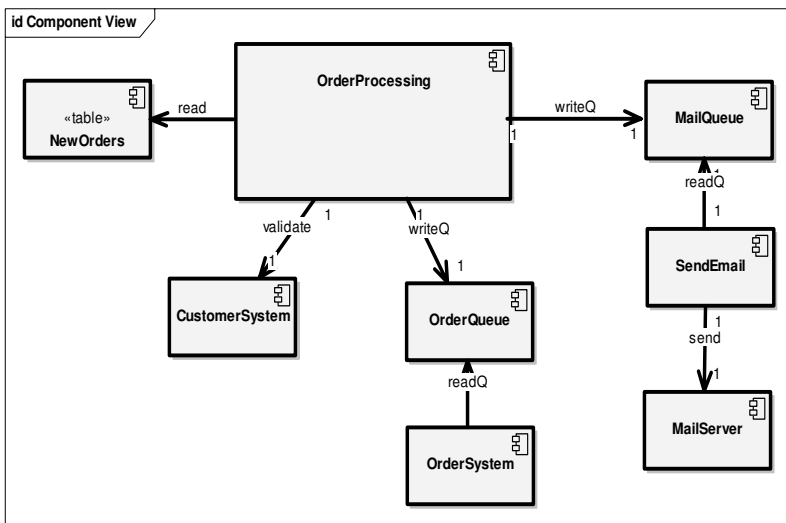 id Component View
OrderProcessing
«table»
NewOrders
read
writeQ
1
1
MailQueue
1
readQ
1
validate
1
1
writeQ
1
1
SendEmail
CustomerSystem
OrderQueue
1
send
1
readQ
MailServer
OrderSystem